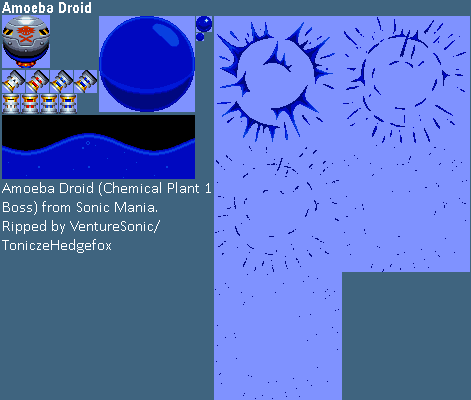 Amoeba Droid
Amoeba Droid (Chemical Plant 1
Boss) from Sonic Mania.
Ripped by VentureSonic/
ToniczeHedgefox